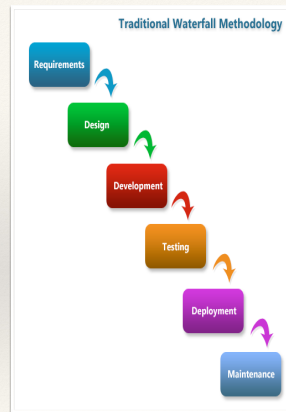 Traditional Waterfall Methodology
Requirements
Design
Development
Testing
Deployment
Maintenance